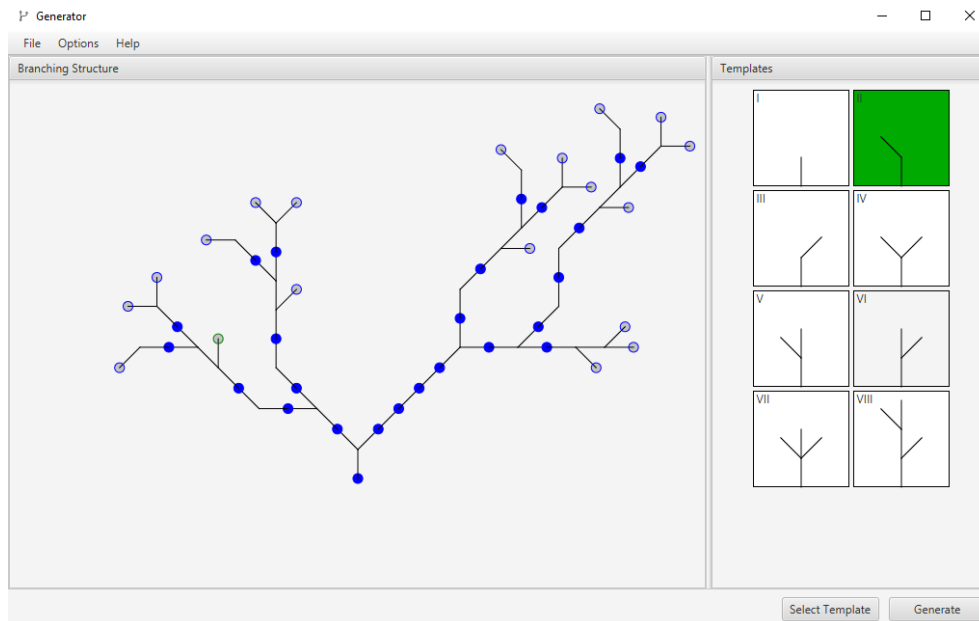 Generator
File Options Help
Branching Structure
Templates
I
II
III
IV
V
VI
VII
VIII
Select Template
Generate